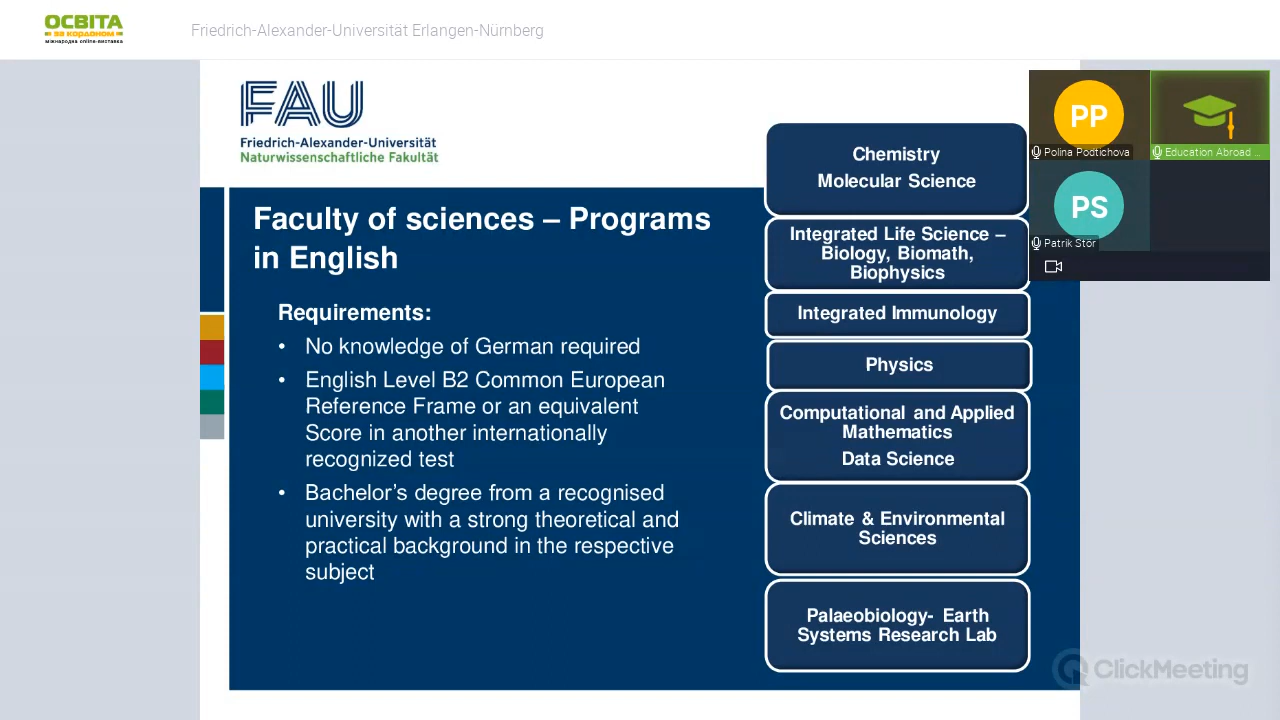 ОСВІТА
за кордоном
міжнародна online-виставка
Friedrich-Alexander-Universität Erlangen-Nürnberg
FAU
Friedrich-Alexander-Universität
Naturwissenschaftliche Fakultät
Faculty of sciences – Programs
in English
Requirements:
• No knowledge of German required
• English Level B2 Common European
Reference Frame or an equivalent
Score in another internationally
recognized test
• Bachelor’s degree from a recognised
university with a strong theoretical and
practical background in the respective
subject
Chemistry
Molecular Science
Integrated Life Science –
Biology, Biomath,
Biophysics
Integrated Immunology
Physics
Computational and Applied
Mathematics
Data Science
Climate & Environmental
Sciences
Palaeobiology- Earth
Systems Research Lab
PP
Polina Podtichova
Education Abroad ...
PS
Patrik Stör
ClickMeeting